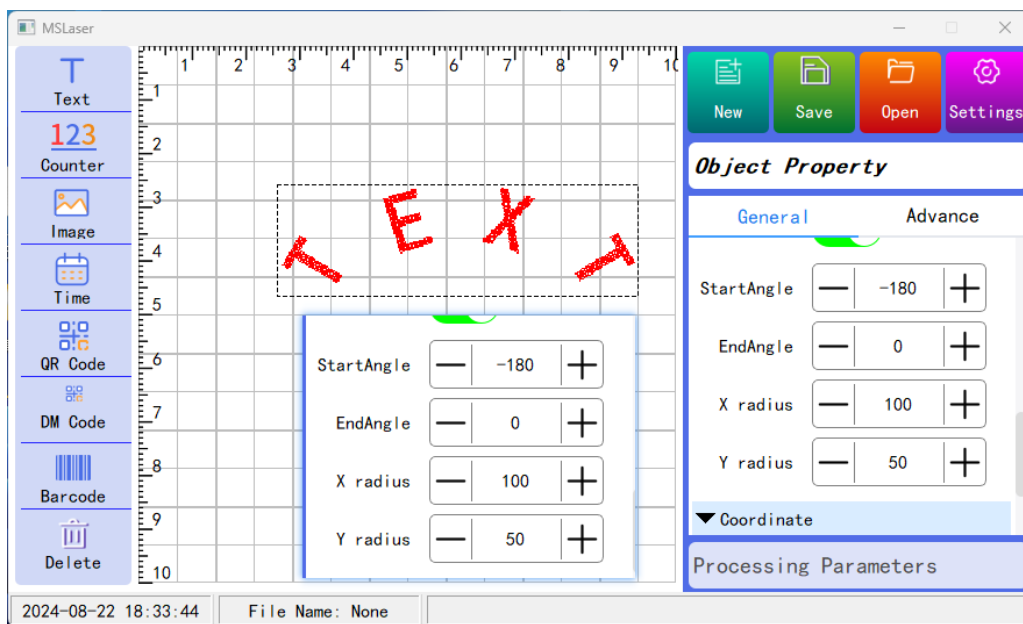 MSLaser
Text
123
Counter
Image
Time
QR Code
DM Code
Barcode
Delete
1 2 3 4 5 6 7 8 9 10
1
2
3
4
5
6
7
8
9
10
TEXT
StartAngle -180
EndAngle 0
X radius 100
Y radius 50
New Save Open Settings
Object Property
General Advance
StartAngle -180
EndAngle 0
X radius 100
Y radius 50
Coordinate
Processing Parameters
2024-08-22 18:33:44 File Name: None